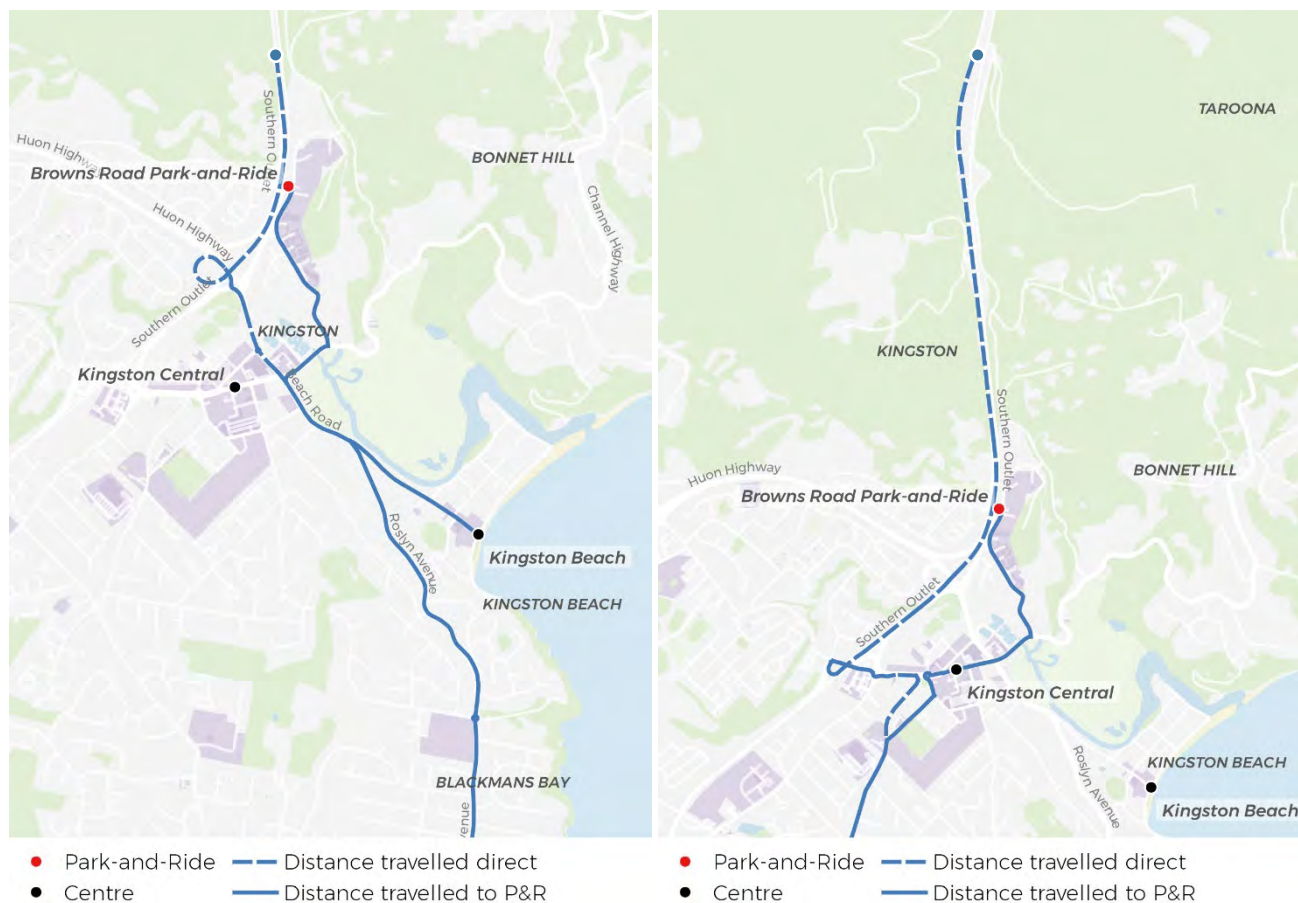 Southern Outlet
Huon Highway
BONNET HILL
Browns Road Park-and-Ride
Channel Highway
Huon Highway
Southern Outlet
KINGSTON
Kingston Central
Beach Road
Roslyn Avenue
Kingston Beach
KINGSTON BEACH
BLACKMANS BAY
venue
Park-and-Ride
Distance travelled direct
Centre
Distance travelled to P&R
TAROONA
KINGSTON
Southern Outlet
Huon Highway
BONNET HILL
Browns Road Park-and-Ride
Southern Outlet
Kingston Central
Roslyn Avenue
KINGSTON BEACH
Kingston Beach
Park-and-Ride
Distance travelled direct
Centre
Distance travelled to P&R